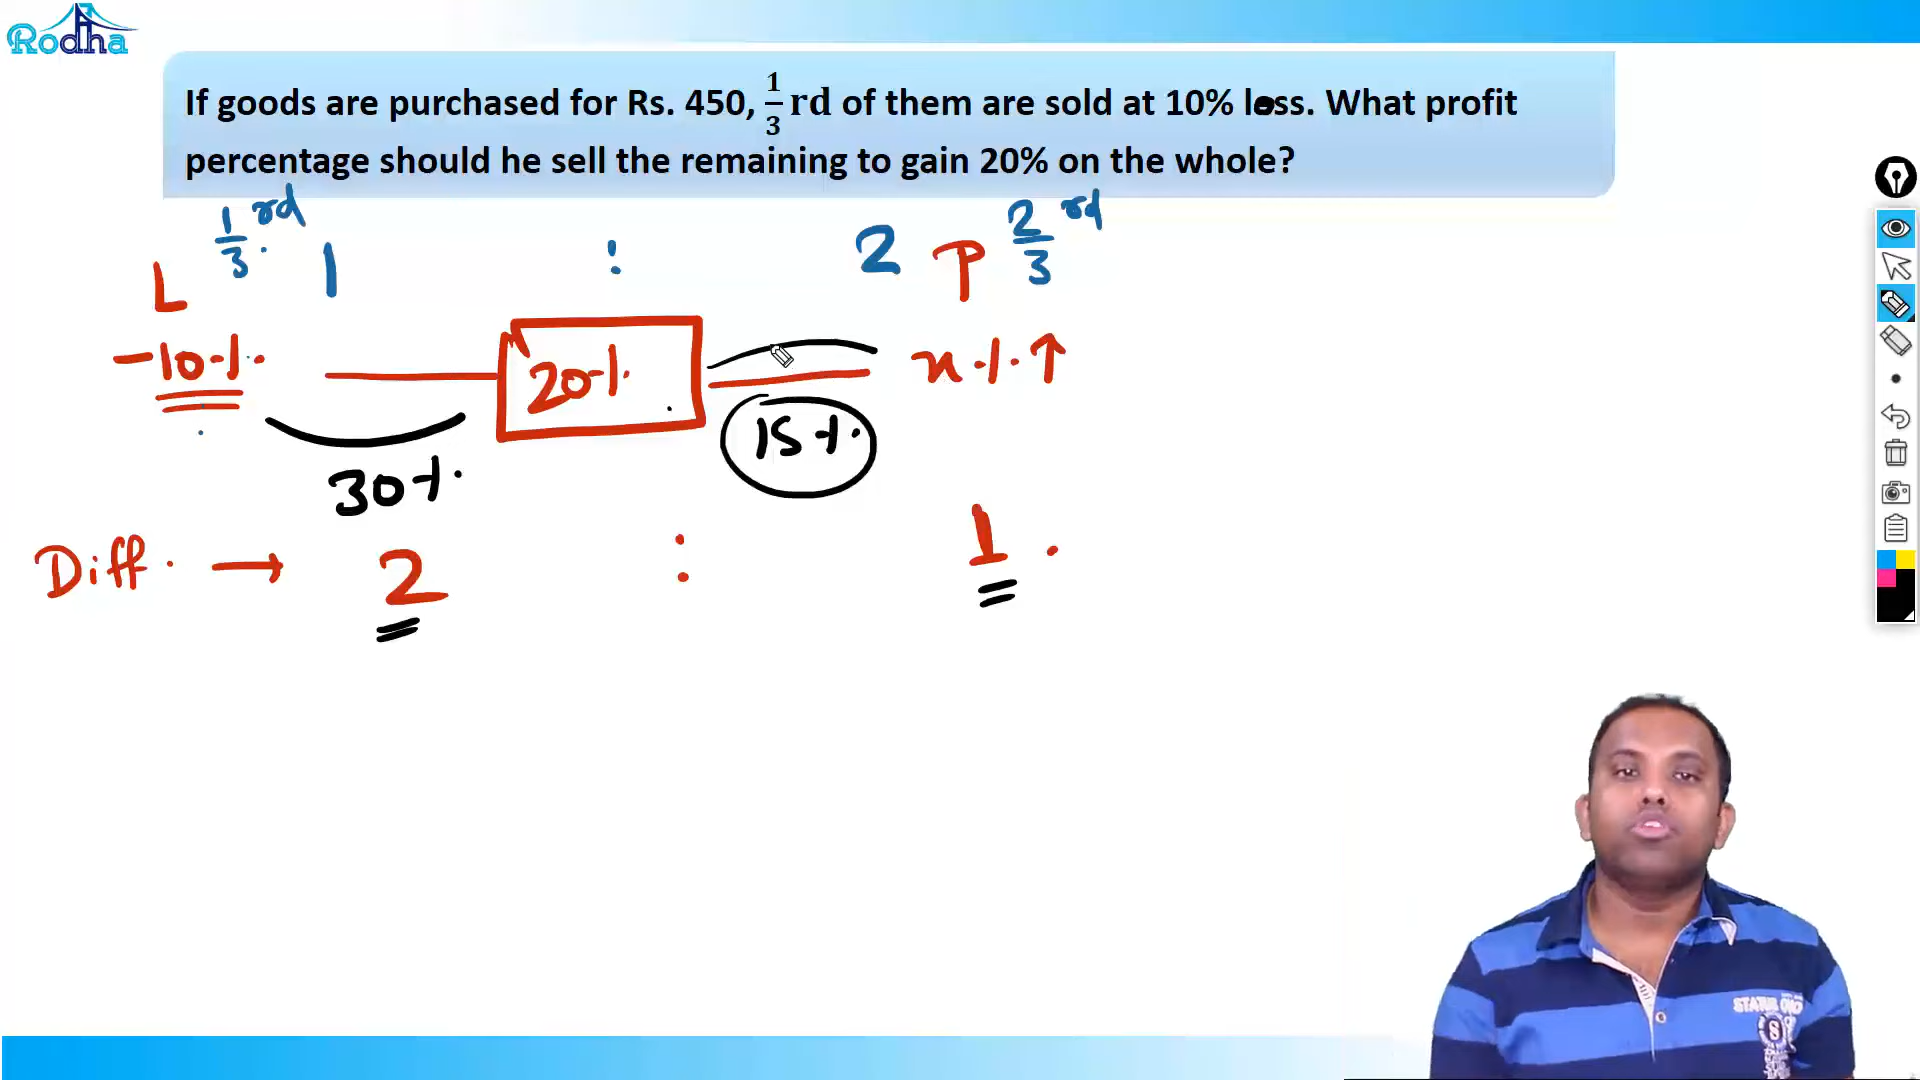 Rodha
If goods are purchased for Rs. 450, 1/3 rd of them are sold at 10% loss. What profit
percentage should he sell the remaining to gain 20% on the whole?
1/3 rd 1 : 2 P 2/3 rd
L
-10% 20% x% ↑
30% 15%
Diff. → 2 : 1